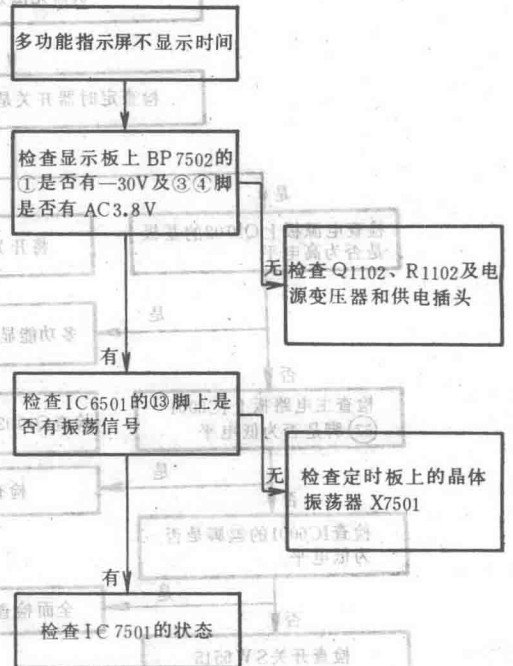 多功能指示屏不显示时间
检查显示板上BP7502的
①是否有—30V及③④脚
是否有AC3.8V
无
检查Q1102、R1102及电
源变压器和供电插头
有
检查IC6501的⑬脚上是
否有振荡信号
无
检查定时板上的晶体
振荡器X7501
有
检查IC7501的状态